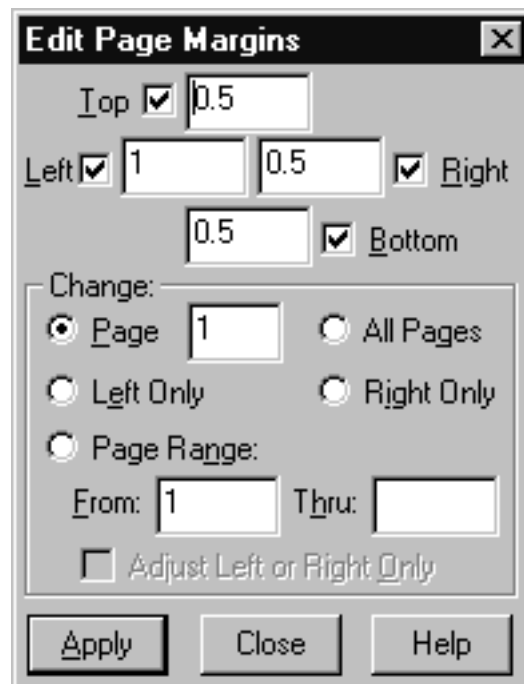 Edit Page Margins
Top 0.5
Left 1 0.5 Right
0.5 Bottom
Change:
Page 1 All Pages
Left Only Right Only
Page Range:
From: 1 Thru:
Adjust Left or Right Only
Apply Close Help